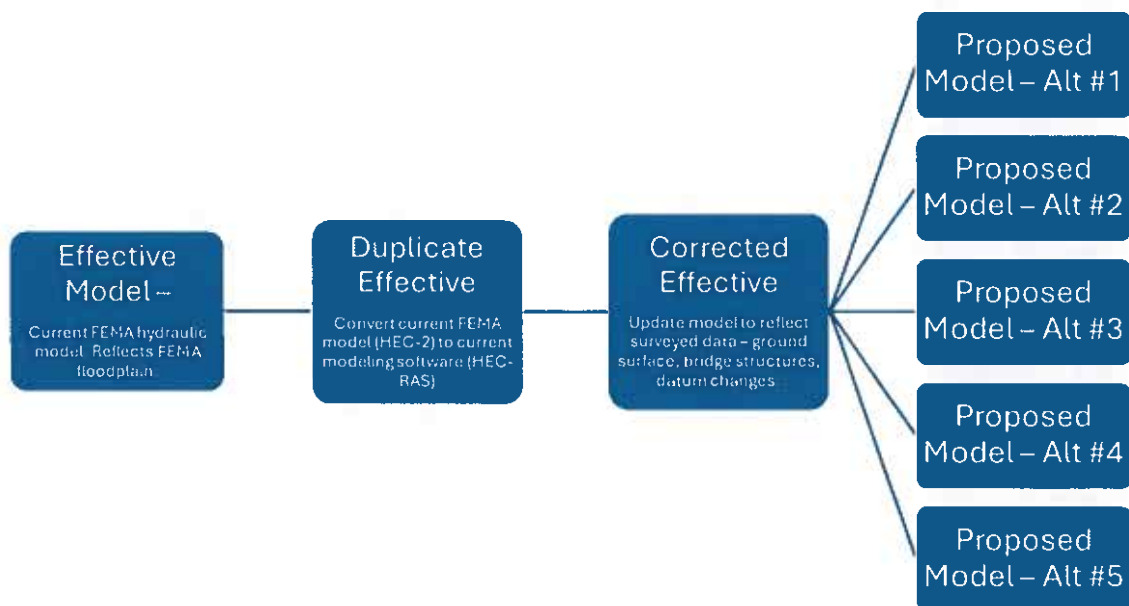 Effective
Model –
Current FEMA hydraulic
model. Reflects FEMA
floodplain.
Duplicate
Effective
Convert current FEMA
model (HEC-2) to current
modeling software (HEC-
RAS)
Corrected
Effective
Update model to reflect
surveyed data – ground
surface, bridge structures,
datum changes
Proposed
Model – Alt #1
Proposed
Model – Alt #2
Proposed
Model – Alt #3
Proposed
Model – Alt #4
Proposed
Model – Alt #5